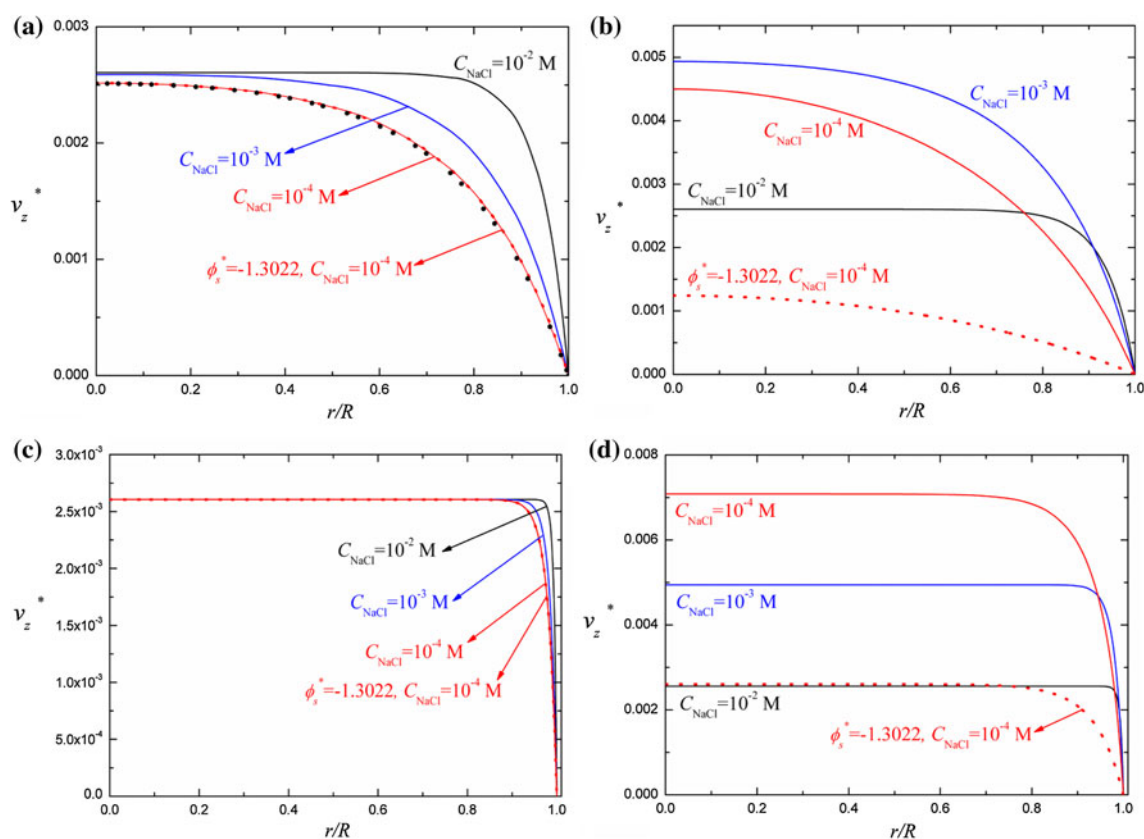 (a)
0.003
0.002
0.001
0.000
v_z^*
C_NaCl=10^-2 M
C_NaCl=10^-3 M
C_NaCl=10^-4 M
ϕ_s^*=-1.3022, C_NaCl=10^-4 M
0.0 0.2 0.4 0.6 0.8 1.0
r/R
(b)
0.005
0.004
0.003
0.002
0.001
0.000
v_z^*
C_NaCl=10^-3 M
C_NaCl=10^-4 M
C_NaCl=10^-2 M
ϕ_s^*=-1.3022, C_NaCl=10^-4 M
0.0 0.2 0.4 0.6 0.8 1.0
r/R
(c)
3.0x10^-3
2.5x10^-3
2.0x10^-3
1.5x10^-3
1.0x10^-3
5.0x10^-4
0.0
v_z^*
C_NaCl=10^-2 M
C_NaCl=10^-3 M
C_NaCl=10^-4 M
ϕ_s^*=-1.3022, C_NaCl=10^-4 M
0.0 0.2 0.4 0.6 0.8 1.0
r/R
(d)
0.008
0.006
0.004
0.002
0.000
v_z^*
C_NaCl=10^-4 M
C_NaCl=10^-3 M
C_NaCl=10^-2 M
ϕ_s^*=-1.3022, C_NaCl=10^-4 M
0.0 0.2 0.4 0.6 0.8 1.0
r/R